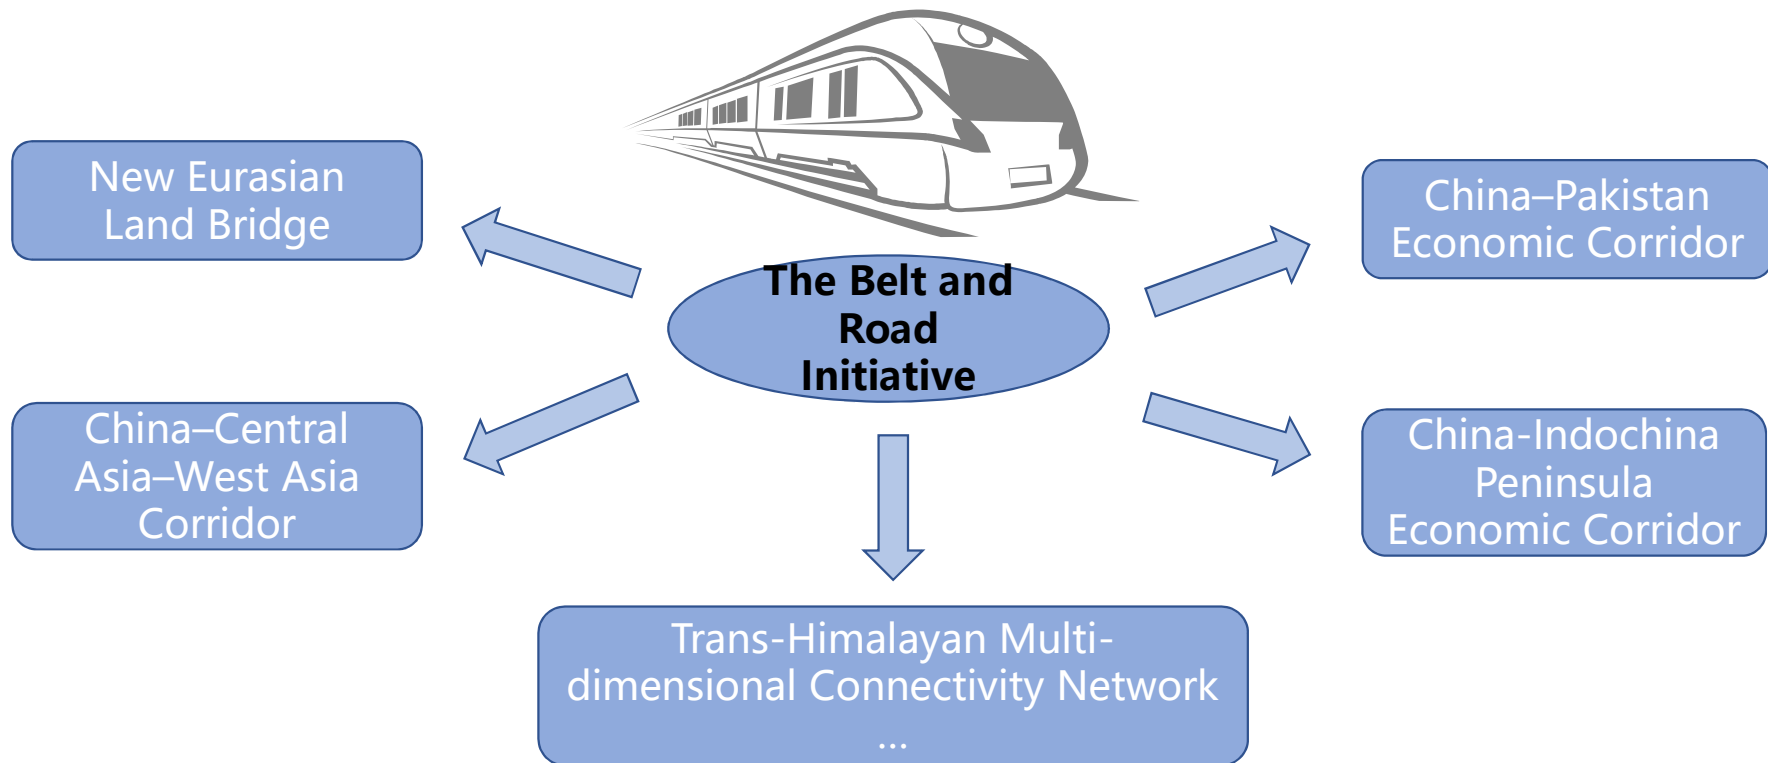 New Eurasian
Land Bridge
China–Pakistan
Economic Corridor
The Belt and
Road
Initiative
China–Central
Asia–West Asia
Corridor
China-Indochina
Peninsula
Economic Corridor
Trans-Himalayan Multi-
dimensional Connectivity Network
...